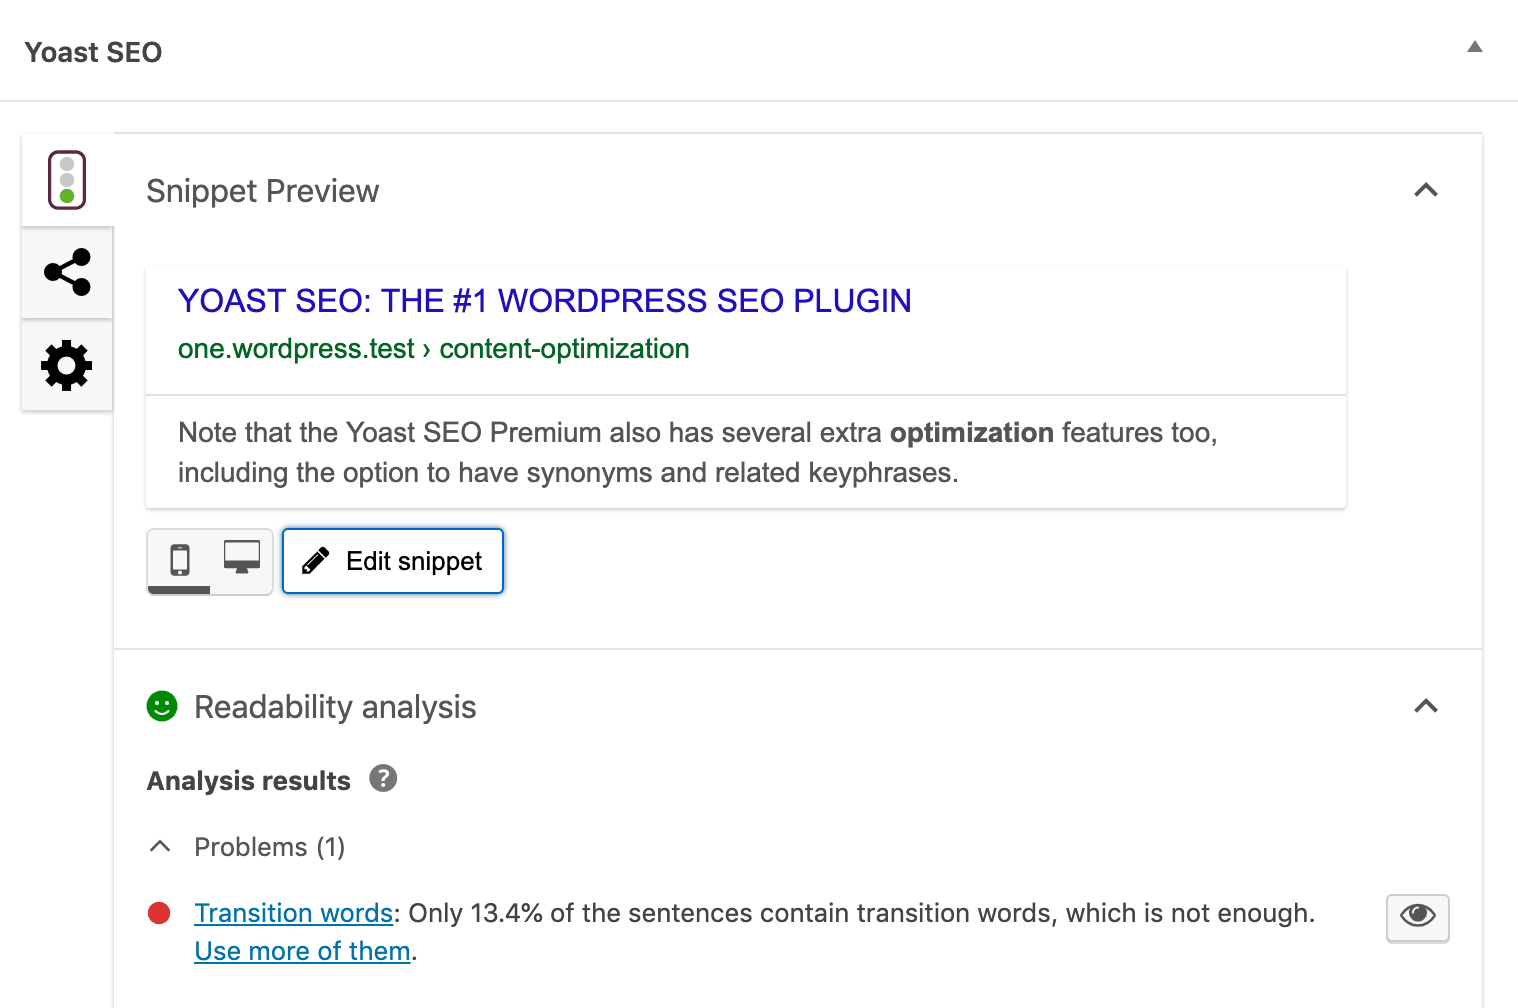 Yoast SEO
Snippet Preview
YOAST SEO: THE #1 WORDPRESS SEO PLUGIN
one.wordpress.test › content-optimization
Note that the Yoast SEO Premium also has several extra optimization features too,
including the option to have synonyms and related keyphrases.
Edit snippet
Readability analysis
Analysis results ?
Problems (1)
Transition words: Only 13.4% of the sentences contain transition words, which is not enough.
Use more of them.